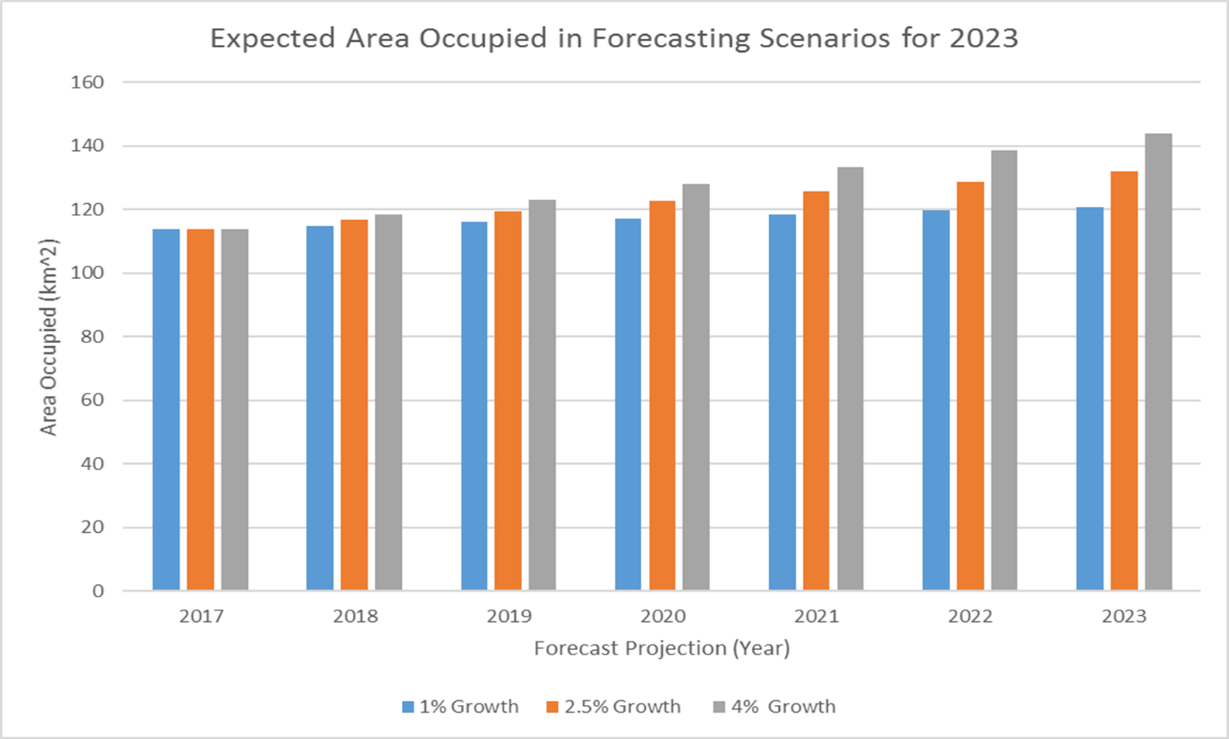 Expected Area Occupied in Forecasting Scenarios for 2023
160
140
120
100
80
60
40
20
0
Area Occupied (km^2)
2017 2018 2019 2020 2021 2022 2023
Forecast Projection (Year)
1% Growth 2.5% Growth 4% Growth